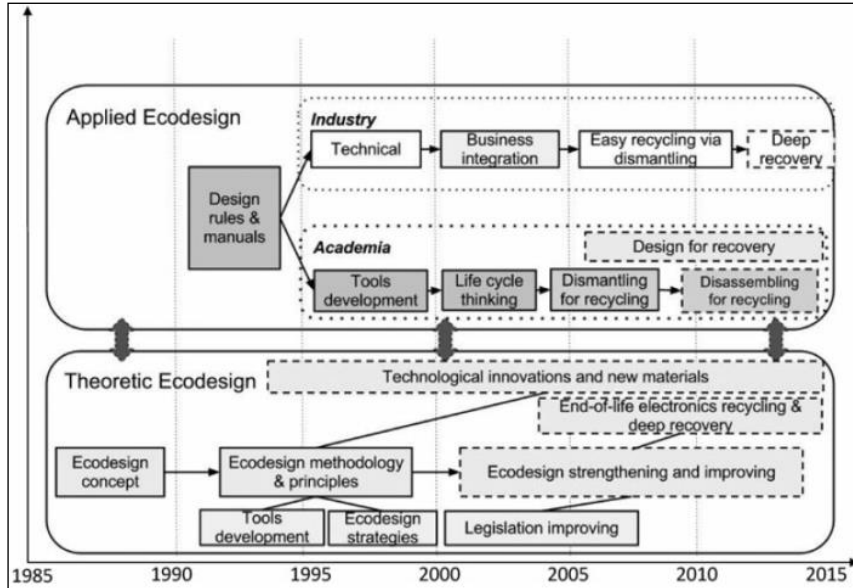 Applied Ecodesign
Industry
Technical
Business
integration
Easy recycling via
dismantling
Deep
recovery
Design
rules &
manuals
Academia
Design for recovery
Tools
development
Life cycle
thinking
Dismantling
for recycling
Disassembling
for recycling
Theoretic Ecodesign
Technological innovations and new materials
End-of-life electronics recycling &
deep recovery
Ecodesign
concept
Ecodesign methodology
& principles
Ecodesign strengthening and improving
Tools
development
Ecodesign
strategies
Legislation improving
1985 1990 1995 2000 2005 2010 2015